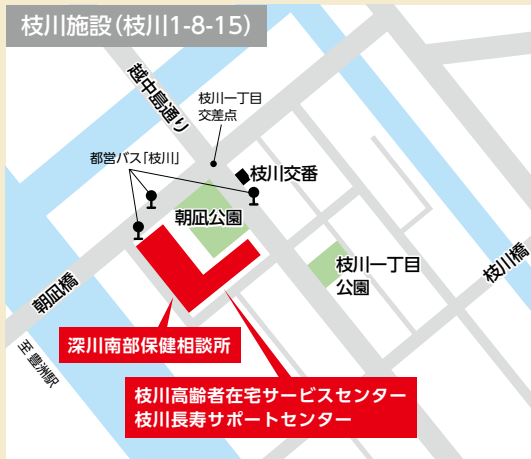 枝川施設(枝川1-8-15)
越中島通り
枝川一丁目
交差点
都営バス「枝川」
枝川交番
朝凪公園
枝川一丁目
公園
枝川橋
朝凪橋
至 豊洲駅
深川南部保健相談所
枝川高齢者在宅サービスセンター
枝川長寿サポートセンター